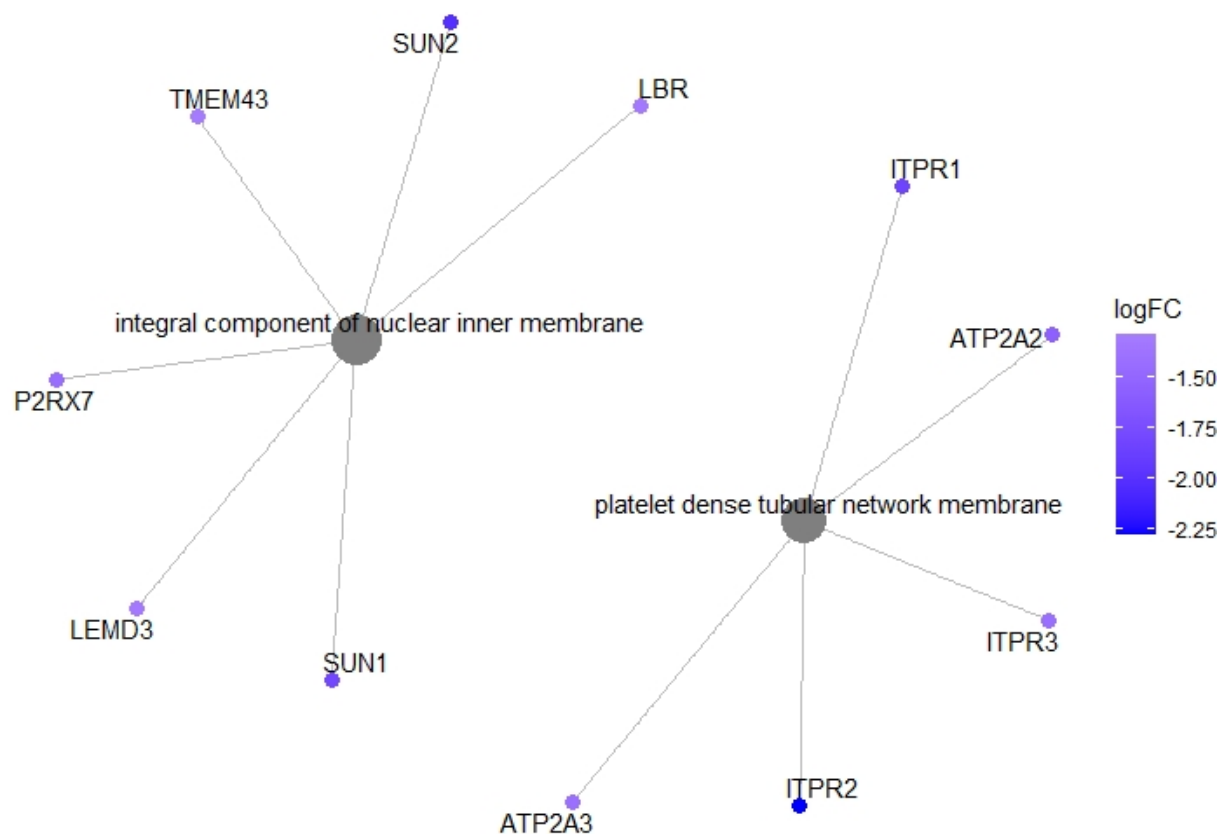 SUN2
LBR
TMEM43
ITPR1
logFC
integral component of nuclear inner membrane
ATP2A2
-1.50
P2RX7
-1.75
-2.00
platelet dense tubular network membrane
-2.25
LEMD3
ITPR3
SUN1
ITPR2
ATP2A3